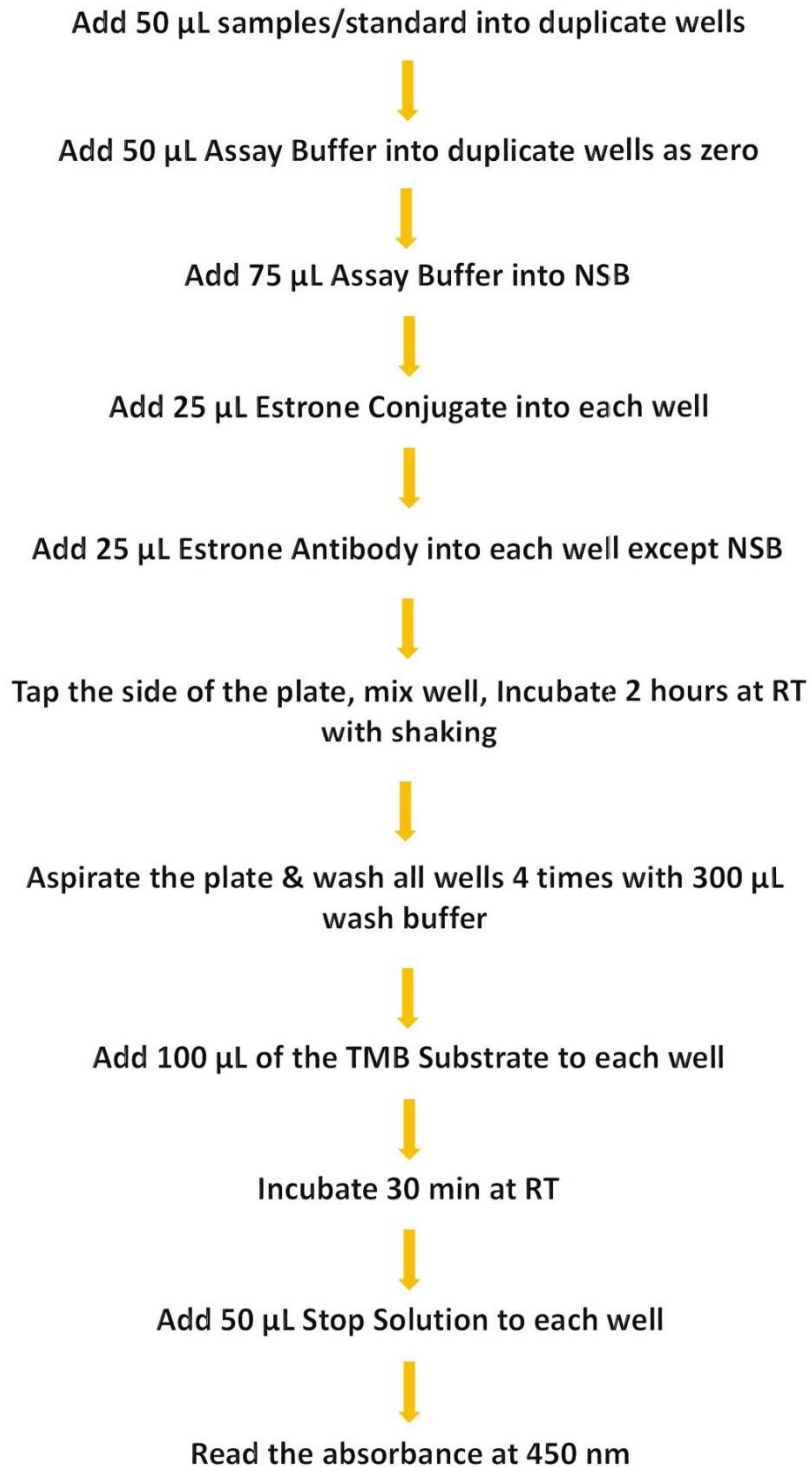 Add 50 µL samples/standard into duplicate wells
Add 50 µL Assay Buffer into duplicate wells as zero
Add 75 µL Assay Buffer into NSB
Add 25 µL Estrone Conjugate into each well
Add 25 µL Estrone Antibody into each well except NSB
Tap the side of the plate, mix well, Incubate 2 hours at RT
with shaking
Aspirate the plate & wash all wells 4 times with 300 µL
wash buffer
Add 100 µL of the TMB Substrate to each well
Incubate 30 min at RT
Add 50 µL Stop Solution to each well
Read the absorbance at 450 nm